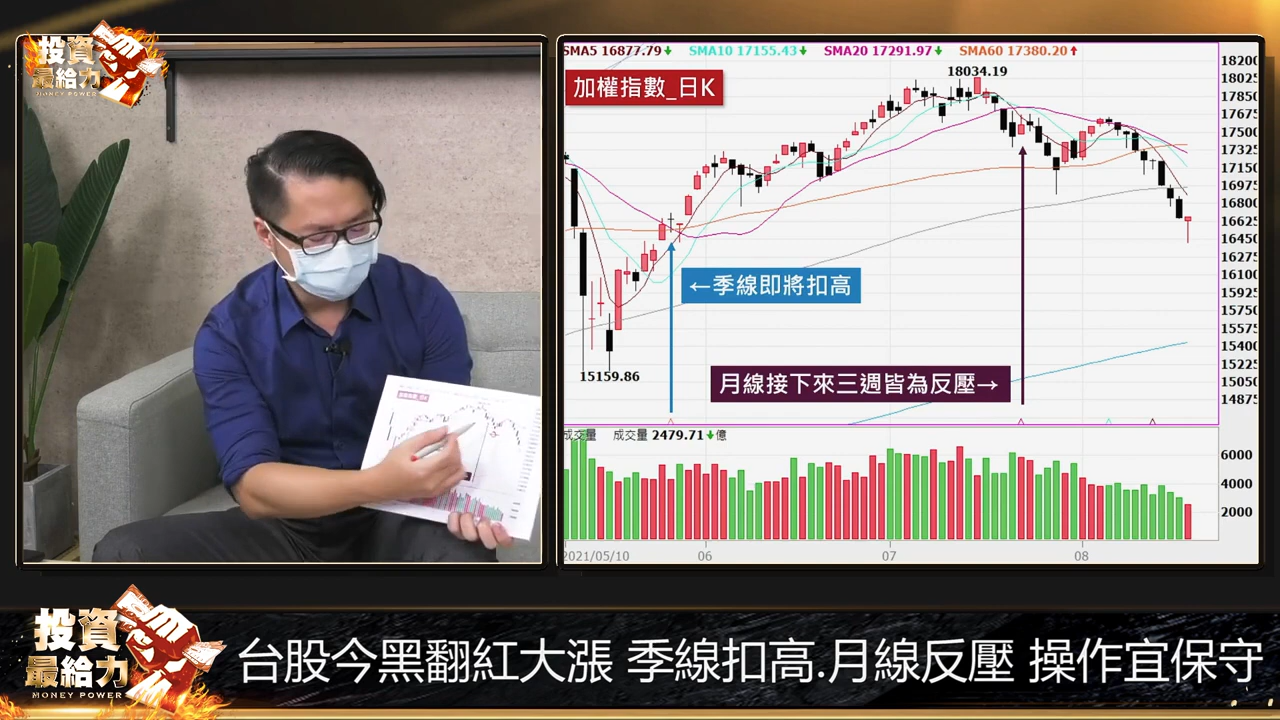 投資
最給力
MONEY POWER
SMA5 16877.79↓ SMA10 17155.43↓ SMA20 17291.97↓ SMA60 17380.20↑
加權指數_日K
18034.19
18200
18025
17850
17675
17500
17325
17150
16975
16800
16625
16450
16275
16100
15925
15750
15575
15400
15225
15050
14875
←季線即將扣高
15159.86
月線接下來三週皆為反壓→
成交量 成交量 2479.71↓億
6000
4000
2000
2021/05/10 06 07 08
投資
最給力
MONEY POWER
台股今黑翻紅大漲 季線扣高.月線反壓 操作宜保守